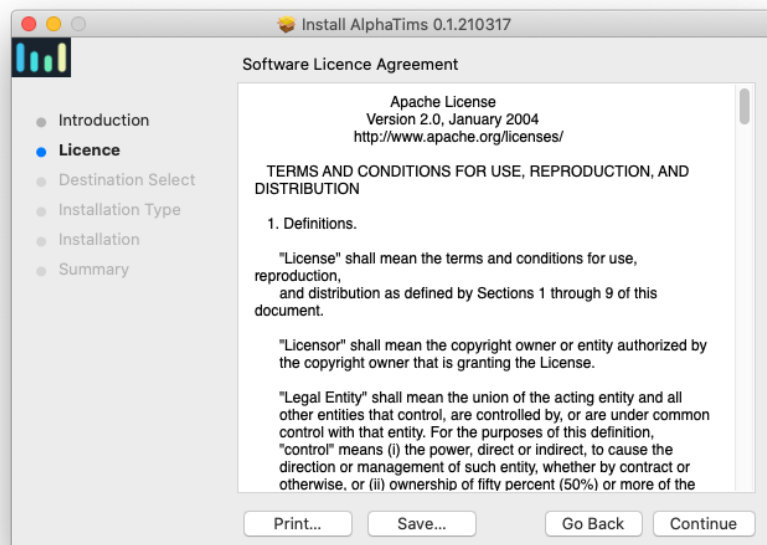 Install AlphaTims 0.1.210317
Software Licence Agreement
Introduction
Licence
Destination Select
Installation Type
Installation
Summary
Apache License
Version 2.0, January 2004
http://www.apache.org/licenses/
TERMS AND CONDITIONS FOR USE, REPRODUCTION, AND
DISTRIBUTION
1. Definitions.
"License" shall mean the terms and conditions for use,
reproduction,
and distribution as defined by Sections 1 through 9 of this
document.
"Licensor" shall mean the copyright owner or entity authorized by
the copyright owner that is granting the License.
"Legal Entity" shall mean the union of the acting entity and all
other entities that control, are controlled by, or are under common
control with that entity. For the purposes of this definition,
"control" means (i) the power, direct or indirect, to cause the
direction or management of such entity, whether by contract or
otherwise, or (ii) ownership of fifty percent (50%) or more of the
Print...
Save...
Go Back
Continue